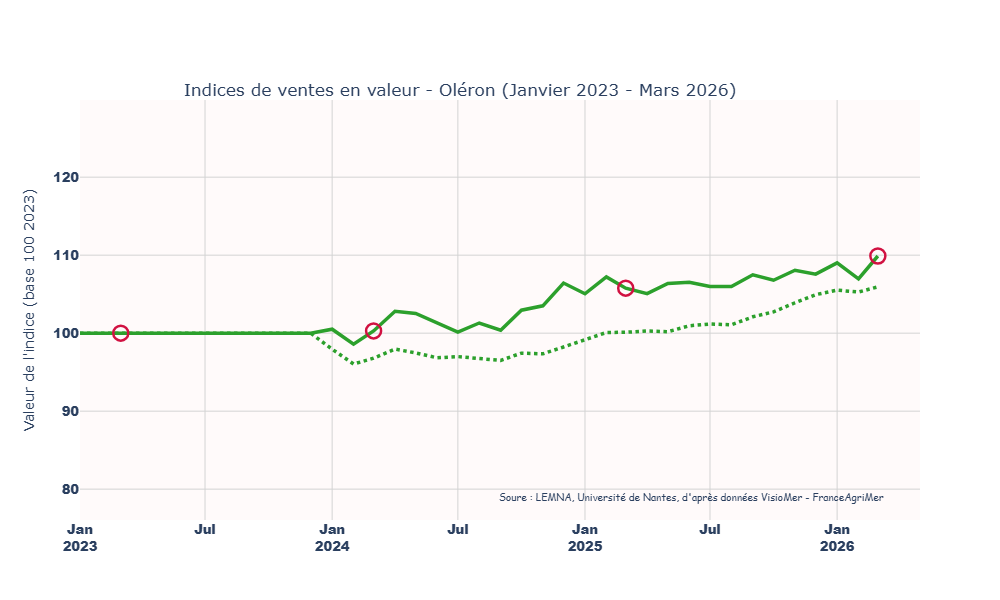 Indices de ventes en valeur - Oléron (Janvier 2023 - Mars 2026)
Valeur de l'Indice (base 100 2023)
120
110
100
90
80
Soure : LEMNA, Université de Nantes, d'après données VisioMer - FranceAgriMer
Jan Jul Jan Jul Jan Jul Jan
2023 2024 2025 2026